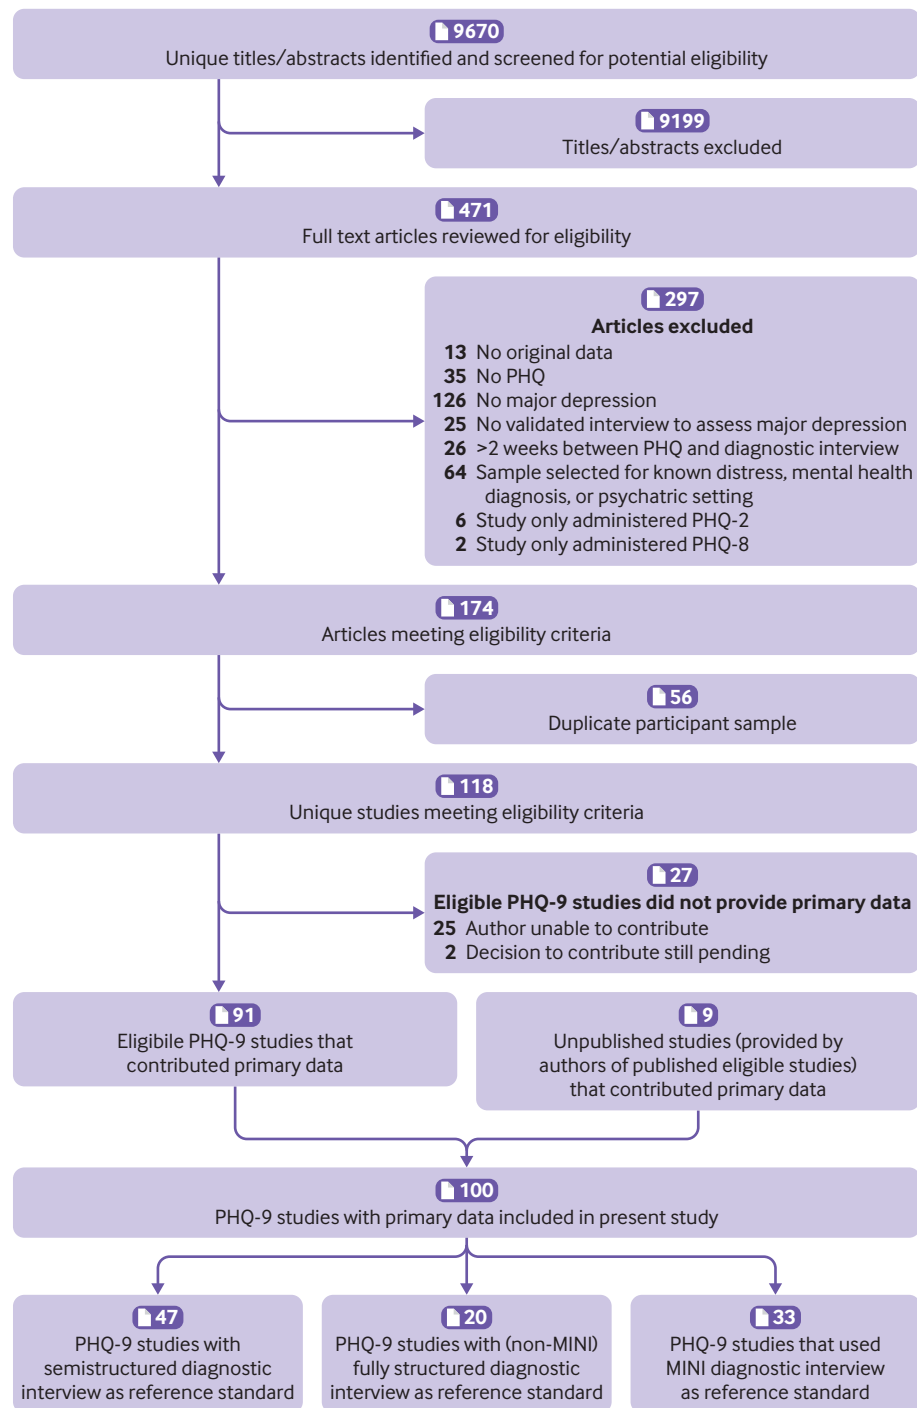 9670
Unique titles/abstracts identified and screened for potential eligibility
9199
Titles/abstracts excluded
471
Full text articles reviewed for eligibility
297
Articles excluded
13 No original data
35 No PHQ
126 No major depression
25 No validated interview to assess major depression
26 >2 weeks between PHQ and diagnostic interview
64 Sample selected for known distress, mental health
diagnosis, or psychatric setting
6 Study only administered PHQ-2
2 Study only administered PHQ-8
174
Articles meeting eligibility criteria
56
Duplicate participant sample
118
Unique studies meeting eligibility criteria
27
Eligible PHQ-9 studies did not provide primary data
25 Author unable to contribute
2 Decision to contribute still pending
91
Eligibile PHQ-9 studies that
contributed primary data
9
Unpublished studies (provided by
authors of published eligible studies)
that contributed primary data
100
PHQ-9 studies with primary data included in present study
47
PHQ-9 studies with
semistructured diagnostic
interview as reference standard
20
PHQ-9 studies with (non-MINI)
fully structured diagnostic
interview as reference standard
33
PHQ-9 studies that used
MINI diagnostic interview
as reference standard